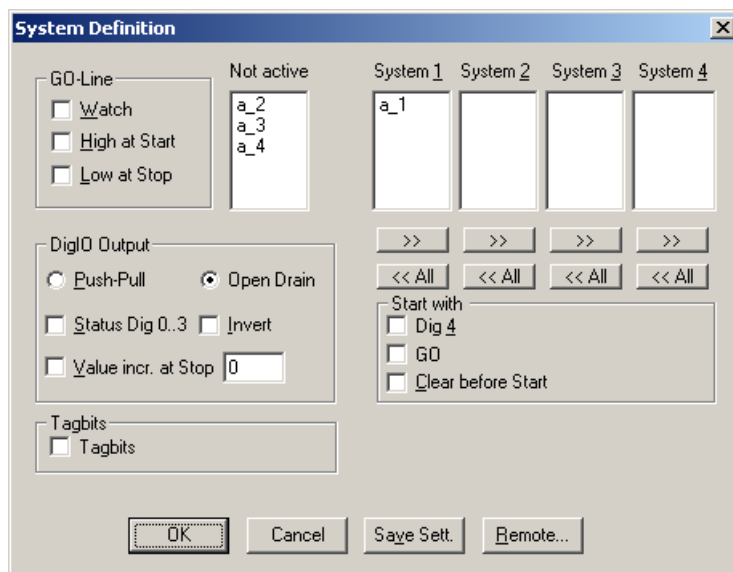 System Definition
GO-Line
Watch
High at Start
Low at Stop
Not active
a_2
a_3
a_4
System 1
System 2
System 3
System 4
a_1
>>
>>
>>
>>
<< All
<< All
<< All
<< All
DigIO Output
Push-Pull
Open Drain
Status Dig 0..3
Invert
Value incr. at Stop
0
Start with
Dig 4
GO
Clear before Start
Tagbits
Tagbits
OK
Cancel
Save Sett.
Remote...